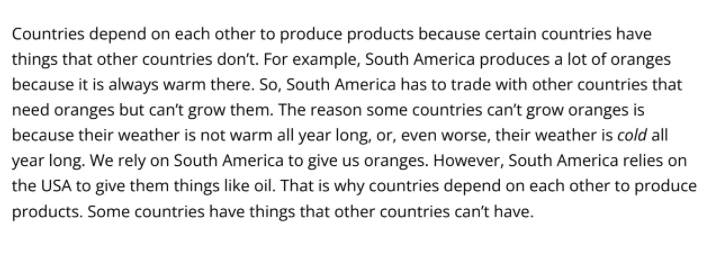 Countries depend on each other to produce products because certain countries have
things that other countries don’t. For example, South America produces a lot of oranges
because it is always warm there. So, South America has to trade with other countries that
need oranges but can’t grow them. The reason some countries can’t grow oranges is
because their weather is not warm all year long, or, even worse, their weather is cold all
year long. We rely on South America to give us oranges. However, South America relies on
the USA to give them things like oil. That is why countries depend on each other to produce
products. Some countries have things that other countries can’t have.